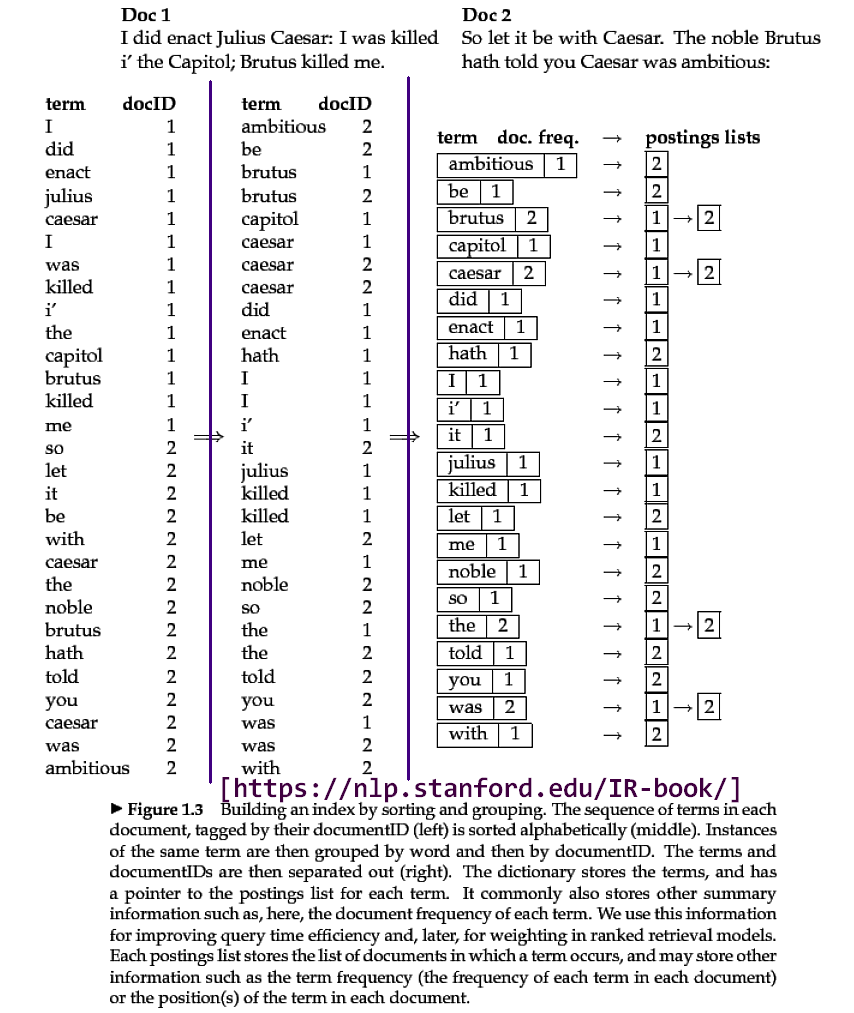 Doc 1
I did enact Julius Caesar: I was killed
i′ the Capitol; Brutus killed me.
Doc 2
So let it be with Caesar. The noble Brutus
hath told you Caesar was ambitious:
term docID
I 1
did 1
enact 1
julius 1
caesar 1
I 1
was 1
killed 1
i′ 1
the 1
capitol 1
brutus 1
killed 1
me 1
so 2
let 2
it 2
be 2
with 2
caesar 2
the 2
noble 2
brutus 2
hath 2
told 2
you 2
caesar 2
was 2
ambitious 2
⇒
term docID
ambitious 2
be 2
brutus 1
brutus 2
capitol 1
caesar 1
caesar 2
caesar 2
did 1
enact 1
hath 1
I 1
I 1
i′ 1
it 2
julius 1
killed 1
killed 1
let 2
me 1
noble 2
so 2
the 1
the 2
told 2
you 2
was 1
was 2
with 2
⇒
term doc. freq. → postings lists
ambitious 1 → 2
be 1 → 2
brutus 2 → 1 → 2
capitol 1 → 1
caesar 2 → 1 → 2
did 1 → 1
enact 1 → 1
hath 1 → 2
I 1 → 1
i′ 1 → 1
it 1 → 2
julius 1 → 1
killed 1 → 1
let 1 → 2
me 1 → 1
noble 1 → 2
so 1 → 2
the 2 → 1 → 2
told 1 → 2
you 1 → 2
was 2 → 1 → 2
with 1 → 2
[https://nlp.stanford.edu/IR-book/]
► Figure 1.3 Building an index by sorting and grouping. The sequence of terms in each
document, tagged by their documentID (left) is sorted alphabetically (middle). Instances
of the same term are then grouped by word and then by documentID. The terms and
documentIDs are then separated out (right). The dictionary stores the terms, and has
a pointer to the postings list for each term. It commonly also stores other summary
information such as, here, the document frequency of each term. We use this information
for improving query time efficiency and, later, for weighting in ranked retrieval models.
Each postings list stores the list of documents in which a term occurs, and may store other
information such as the term frequency (the frequency of each term in each document)
or the position(s) of the term in each document.